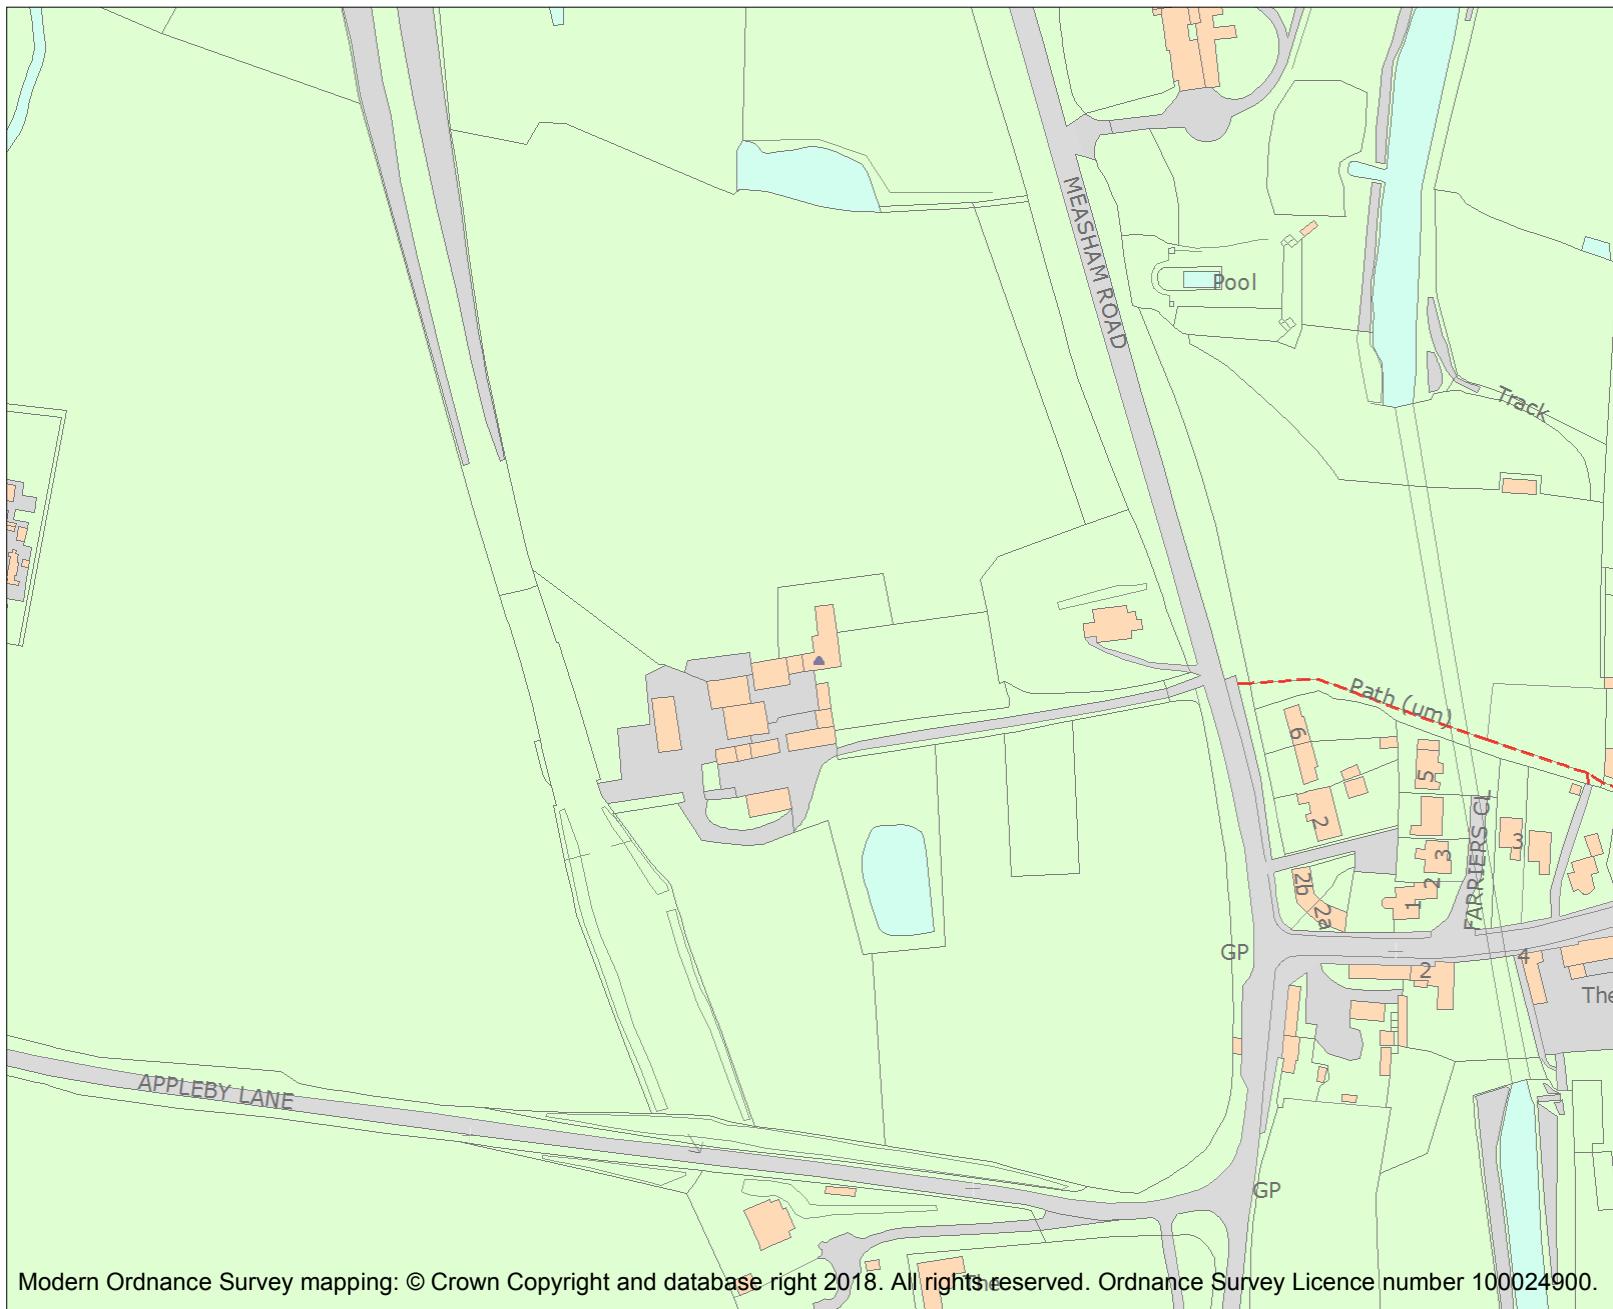 MEASHAM ROAD
Pool
Track
Path (um)
6
5
2
3
3
2
1
2b
2a
FARRIERS CL
GP
2
4
The
APPLEBY LANE
GP
The
Modern Ordnance Survey mapping: © Crown Copyright and database right 2018. All rights reserved. Ordnance Survey Licence number 100024900.